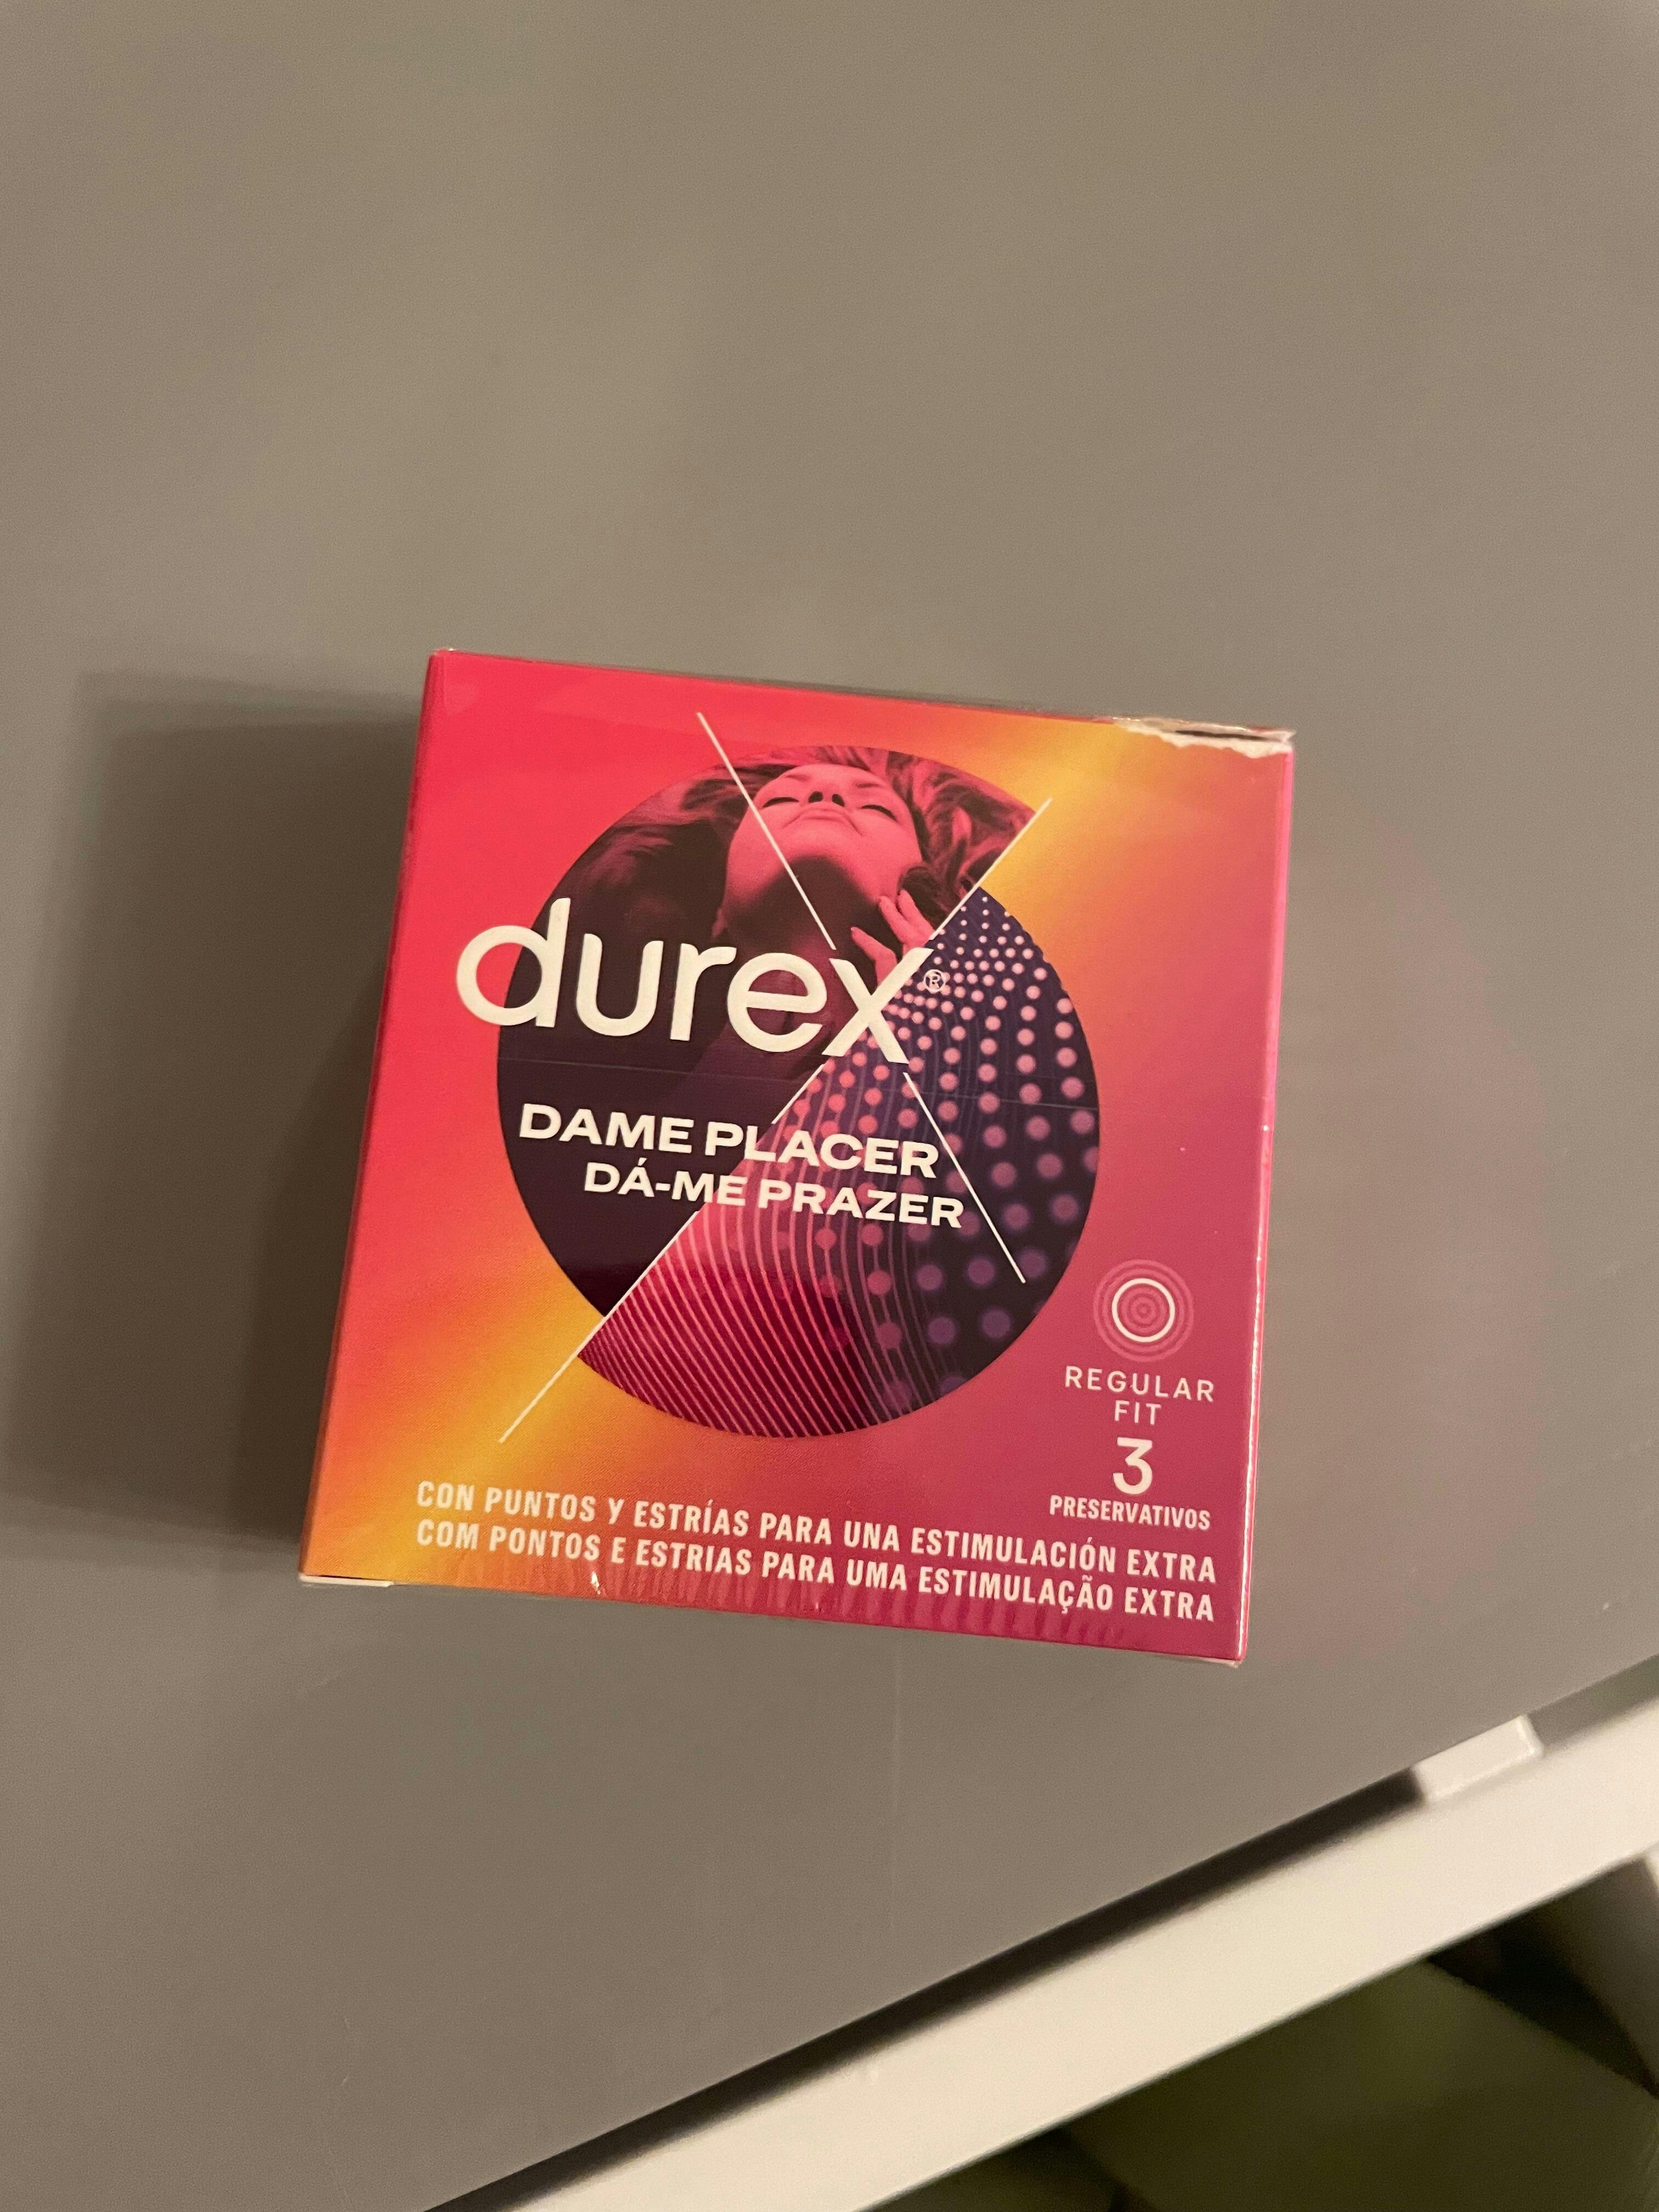 durex®
DAME PLACER
DÁ-ME PRAZER
REGULAR
FIT
3
PRESERVATIVOS
CON PUNTOS Y ESTRÍAS PARA UNA ESTIMULACIÓN EXTRA
COM PONTOS E ESTRIAS PARA UMA ESTIMULAÇÃO EXTRA